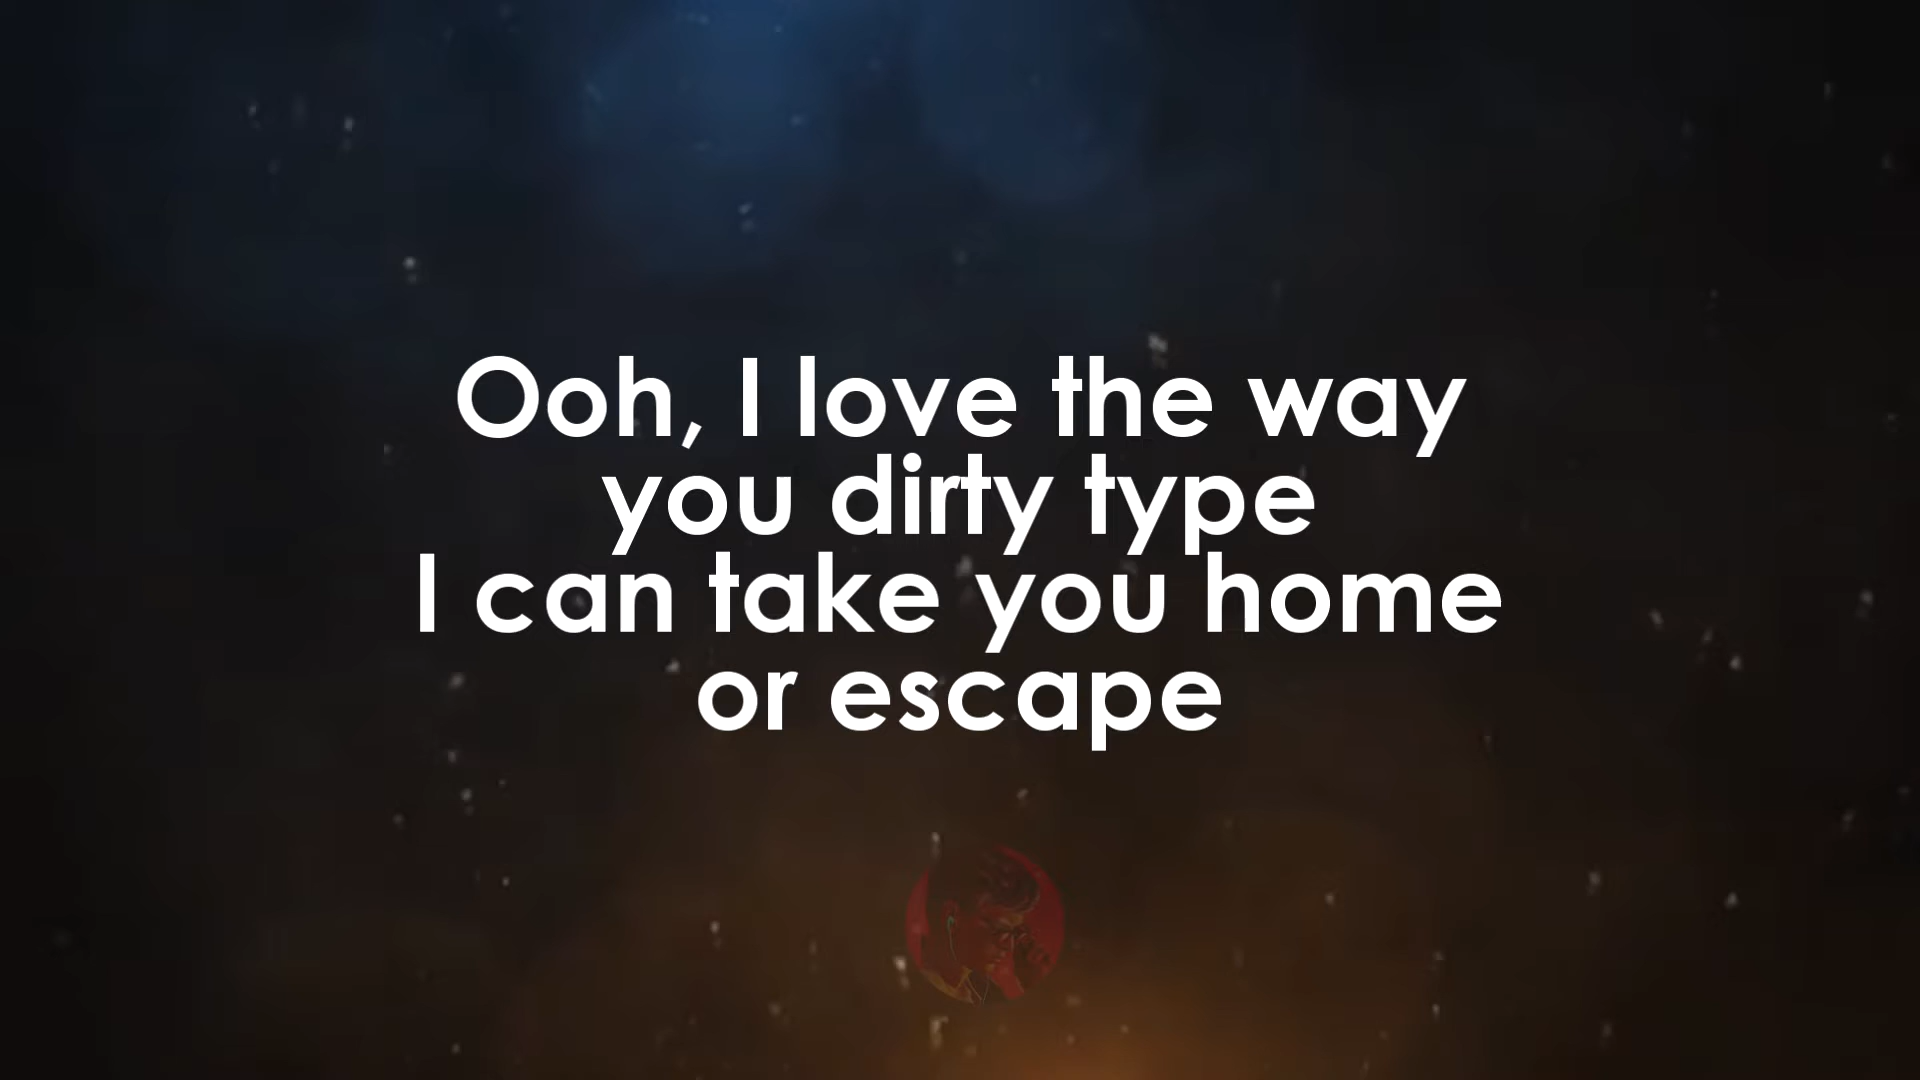 Ooh, I love the way
you dirty type
I can take you home
or escape